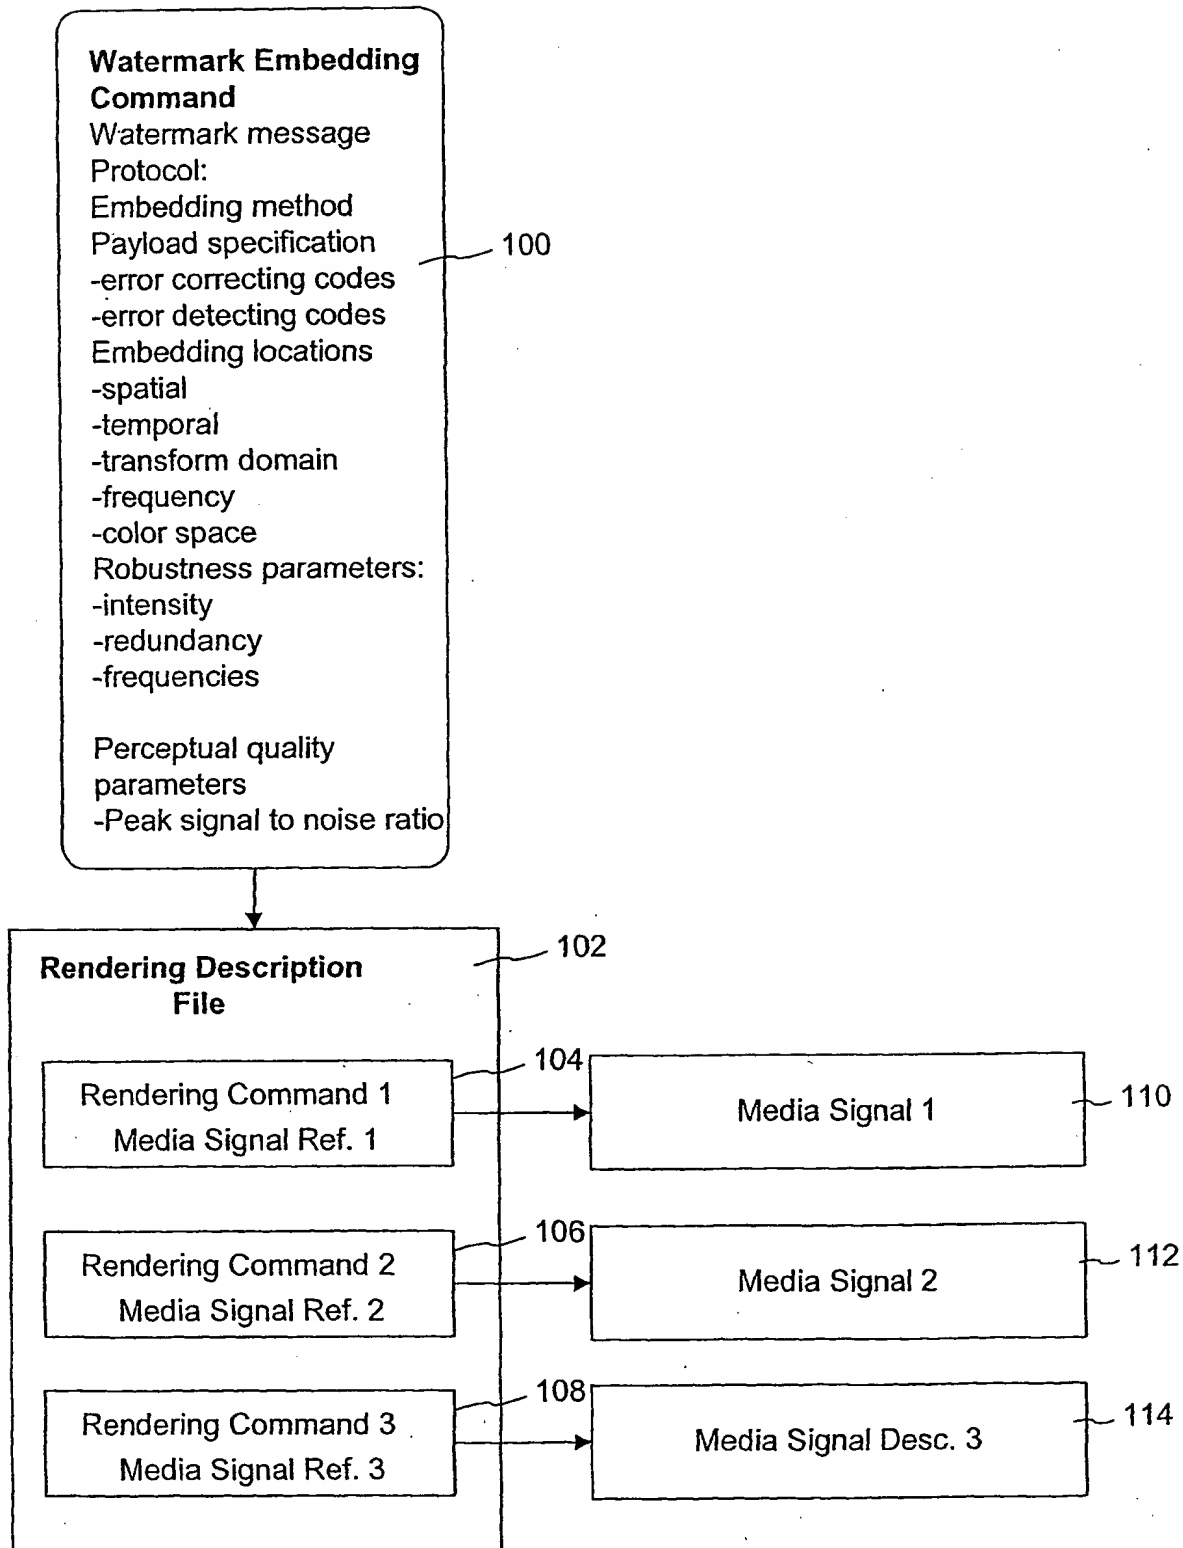 Watermark Embedding
Command
Watermark message
Protocol:
Embedding method
Payload specification
100
-error correcting codes
-error detecting codes
Embedding locations
-spatial
-temporal
-transform domain
-frequency
-color space
Robustness parameters:
-intensity
-redundancy
-frequencies
Perceptual quality
parameters
-Peak signal to noise ratio
102
Rendering Description
File
104
Rendering Command 1
Media Signal Ref. 1
Media Signal 1
110
106
Rendering Command 2
Media Signal Ref. 2
Media Signal 2
112
108
Rendering Command 3
Media Signal Ref. 3
Media Signal Desc. 3
114